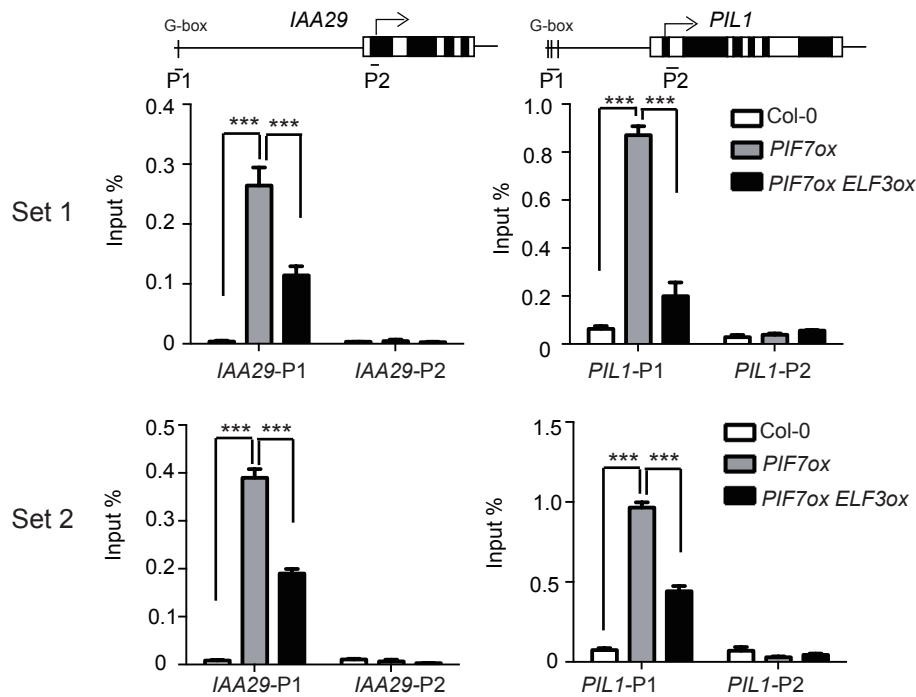 IAA29
PIL1
G-box
P1
P2
P1
P2
Set 1
Input %
0.4
0.3
0.2
0.1
0
***
***
IAA29-P1
IAA29-P2
Input %
1.0
0.8
0.6
0.4
0.2
0
***
***
PIL1-P1
PIL1-P2
Col-0
PIF7ox
PIF7ox ELF3ox
Set 2
Input %
0.5
0.4
0.3
0.2
0.1
0
***
***
IAA29-P1
IAA29-P2
Input %
1.5
1.0
0.5
0
***
***
PIL1-P1
PIL1-P2
Col-0
PIF7ox
PIF7ox ELF3ox